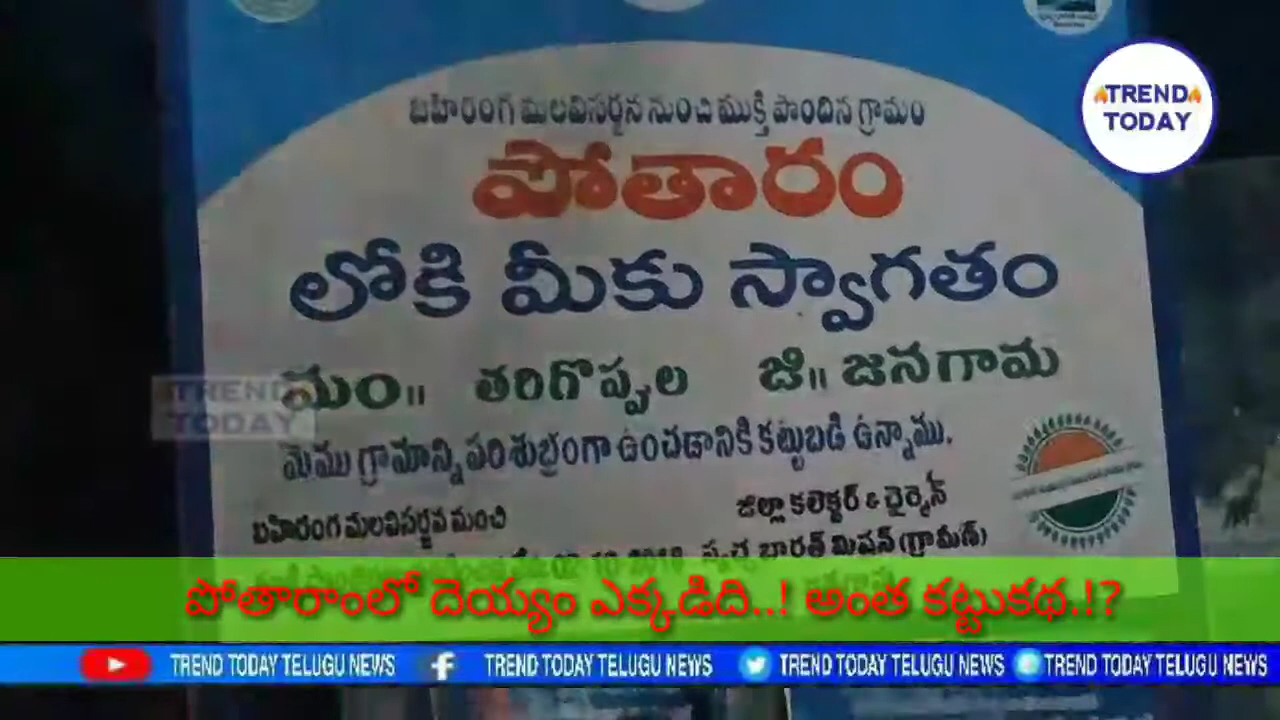 TREND
TODAY
బహిరంగ మలవిసర్జన నుంచి ముక్తి పొందిన గ్రామం
పోతారం
లోకి మీకు స్వాగతం
మం॥ తరిగొప్పుల జి॥ జనగామ
TREND
TODAY
మేము గ్రామాన్ని పరిశుభ్రంగా ఉంచడానికి కట్టుబడి ఉన్నాము.
జిల్లా కలెక్టర్ & చైర్మెన్
బహిరంగ మలవిసర్జన నుంచి
స్వచ్ఛ భారత్ మిషన్ (గ్రామీణ్)
పోతారాంలో దెయ్యం ఎక్కడిది..! అంత కట్టుకథ.!?
TREND TODAY TELUGU NEWS TREND TODAY TELUGU NEWS TREND TODAY TELUGU NEWS TREND TODAY TELUGU NEWS